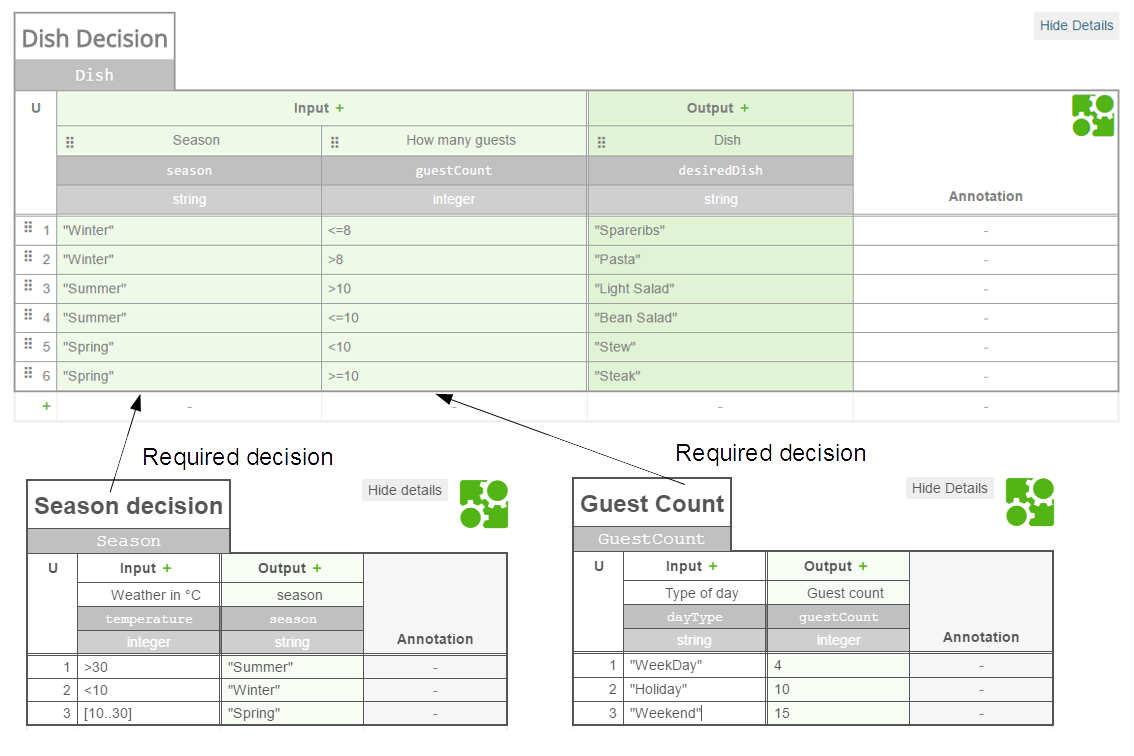 Dish Decision
Hide Details
Dish
U Input + Output +
Season How many guests Dish
season guestCount desiredDish
string integer string Annotation
1 "Winter" <=8 "Spareribs" -
2 "Winter" >8 "Pasta" -
3 "Summer" >10 "Light Salad" -
4 "Summer" <=10 "Bean Salad" -
5 "Spring" <10 "Stew" -
6 "Spring" >=10 "Steak" -
+ - - - -
Required decision
Season decision
Hide details
Season
U Input + Output +
Weather in °C season
temperature season
integer string Annotation
1 >30 "Summer" -
2 <10 "Winter" -
3 [10..30] "Spring" -
Required decision
Guest Count
Hide Details
GuestCount
U Input + Output +
Type of day Guest count
dayType guestCount
string integer Annotation
1 "WeekDay" 4 -
2 "Holiday" 10 -
3 "Weekend" 15 -